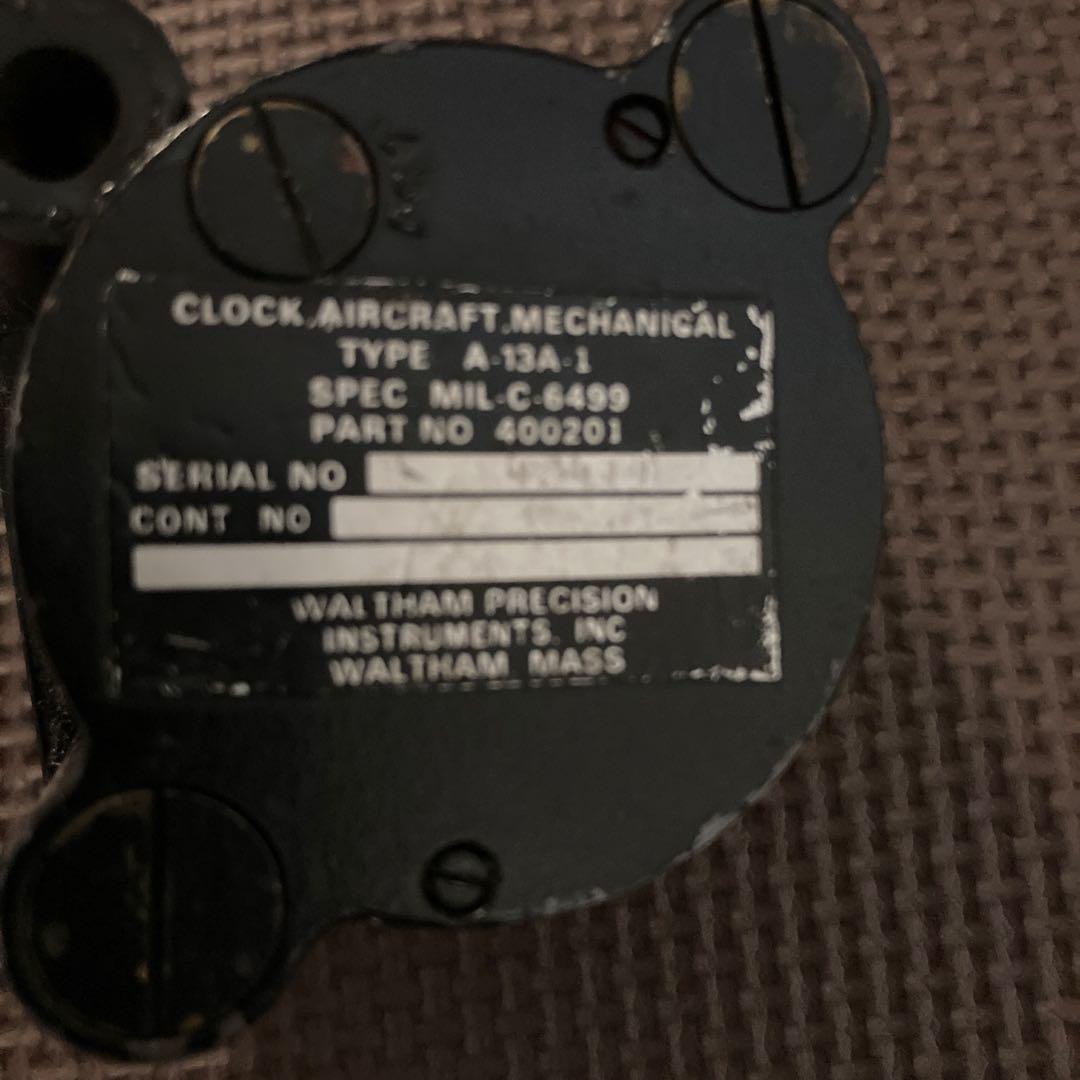 CLOCK, AIRCRAFT, MECHANICAL
TYPE A-13A-1
SPEC MIL-C-6499
PART NO 400201
SERIAL NO
CONT NO
WALTHAM PRECISION
INSTRUMENTS, INC
WALTHAM MASS